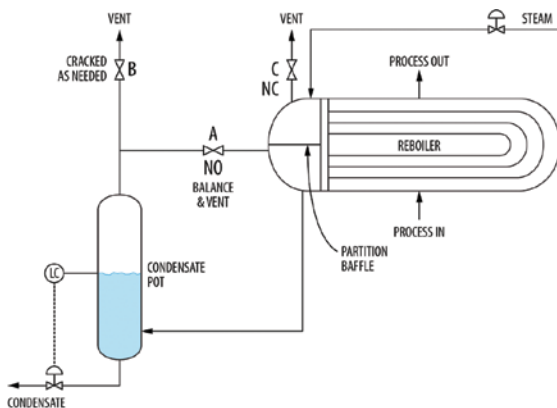 VENT
VENT
STEAM
CRACKED
AS NEEDED
B
C
NC
PROCESS OUT
A
NO
BALANCE
& VENT
REBOILER
PROCESS IN
PARTITION
BAFFLE
LC
CONDENSATE
POT
CONDENSATE